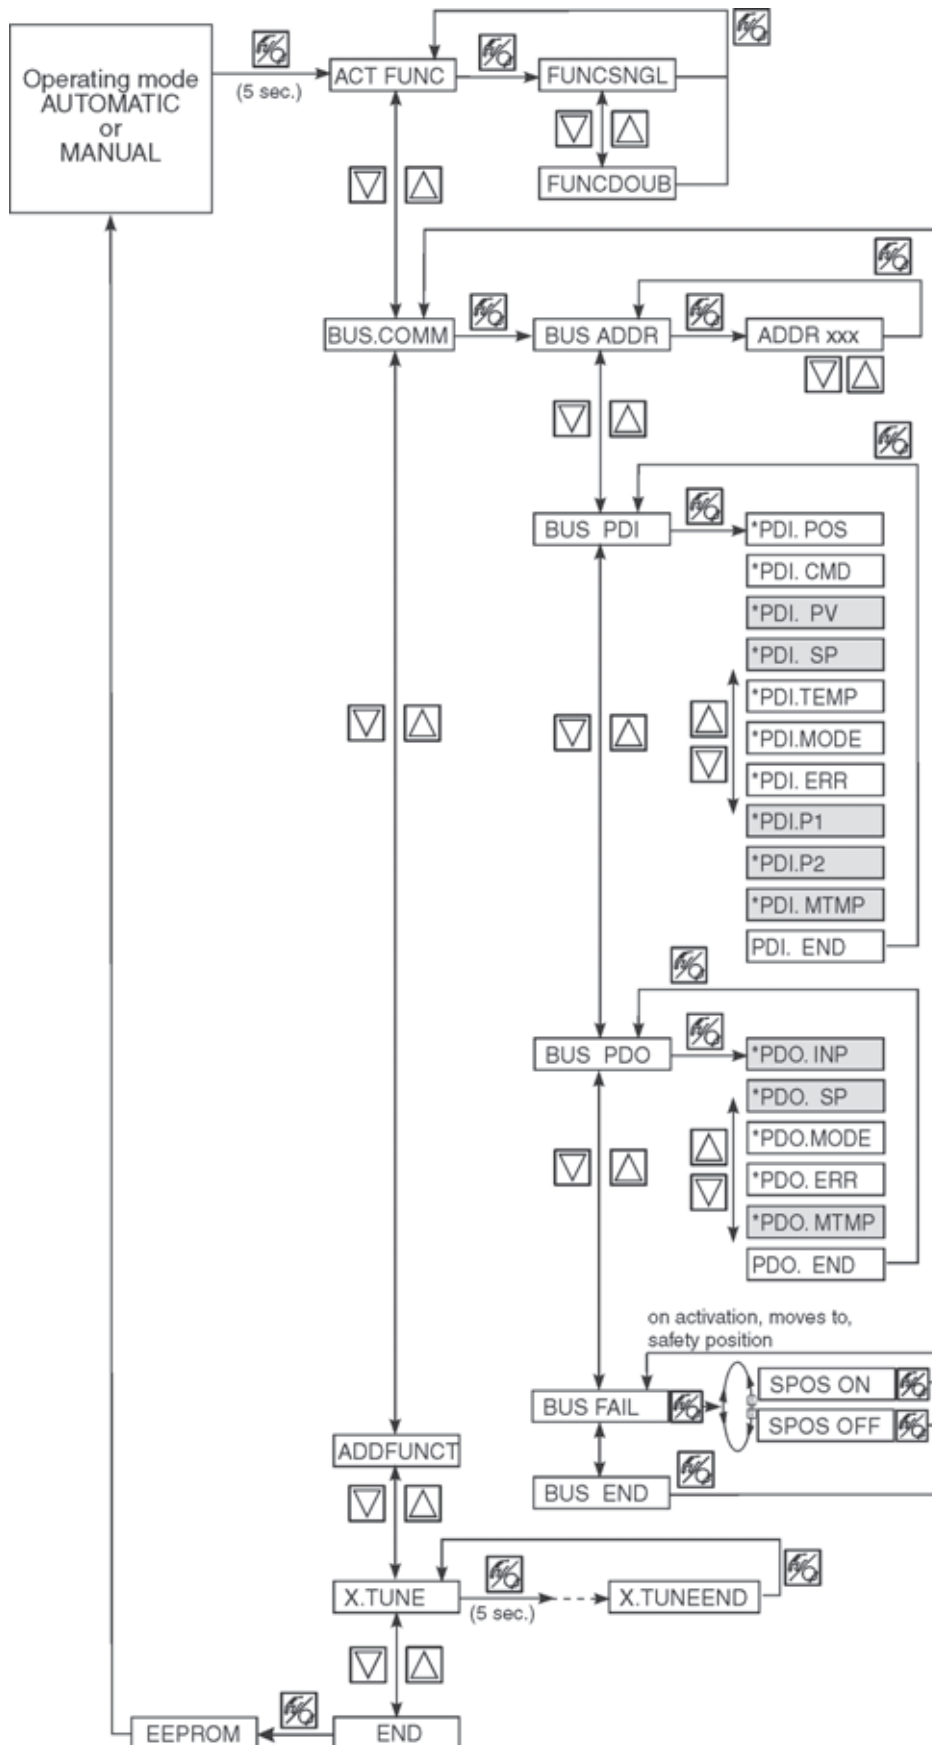 Operating mode
AUTOMATIC
or
MANUAL
(5 sec.)
ACT FUNC
FUNCSNGL
FUNCDOUB
BUS.COMM
BUS ADDR
ADDR xxx
BUS PDI
*PDI. POS
*PDI. CMD
*PDI. PV
*PDI. SP
*PDI.TEMP
*PDI.MODE
*PDI. ERR
*PDI.P1
*PDI.P2
*PDI. MTMP
PDI. END
BUS PDO
*PDO. INP
*PDO. SP
*PDO.MODE
*PDO. ERR
*PDO. MTMP
PDO. END
on activation, moves to,
safety position
BUS FAIL
SPOS ON
SPOS OFF
ADDFUNCT
BUS END
X.TUNE
(5 sec.)
X.TUNEEND
EEPROM
END